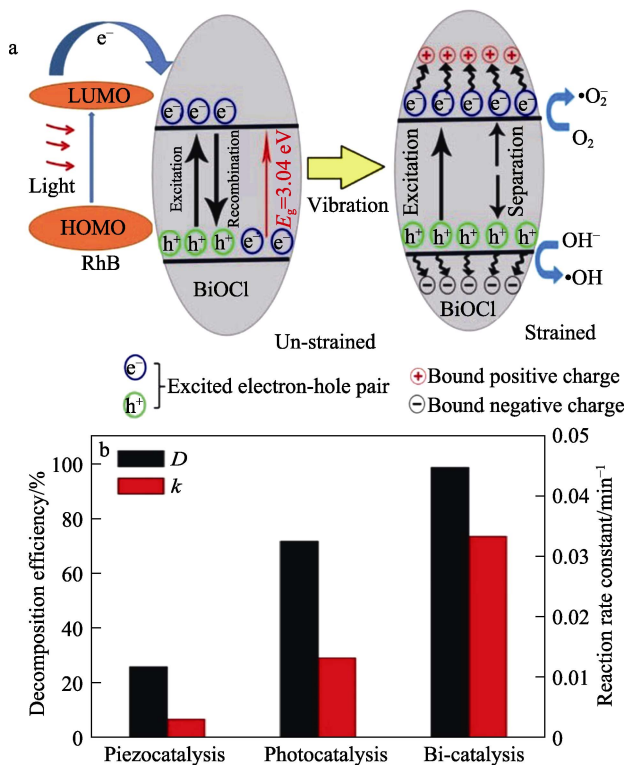 a
e⁻
LUMO
Light
HOMO
RhB
e⁻ e⁻ e⁻
Excitation
Recombination
E_g=3.04 eV
h⁺ h⁺ h⁺ e⁻ e⁻
BiOCl
Un-strained
Vibration
+ + + + +
e⁻ e⁻ e⁻ e⁻ e⁻
•O₂⁻
O₂
Excitation
Separation
h⁺ h⁺ h⁺ h⁺ h⁺
OH⁻
•OH
− − − − −
BiOCl
Strained
e⁻
h⁺
Excited electron-hole pair
+ Bound positive charge
− Bound negative charge
b
D
k
Decomposition efficiency/%
100
80
60
40
20
0
Reaction rate constant/min⁻¹
0.05
0.04
0.03
0.02
0.01
0
Piezocatalysis Photocatalysis Bi-catalysis